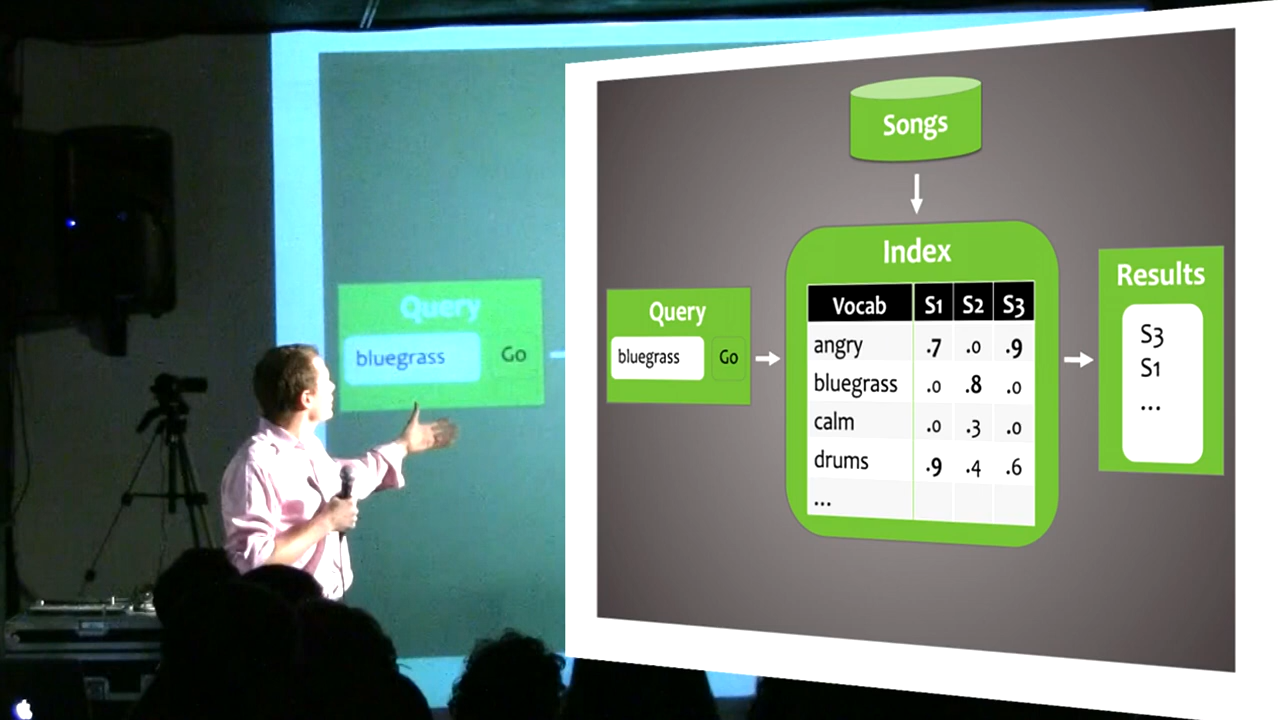 Query
bluegrass Go
Songs
Index
Query
bluegrass Go
Vocab S1 S2 S3
angry .7 .0 .9
bluegrass .0 .8 .0
calm .0 .3 .0
drums .9 .4 .6
...
Results
S3
S1
...